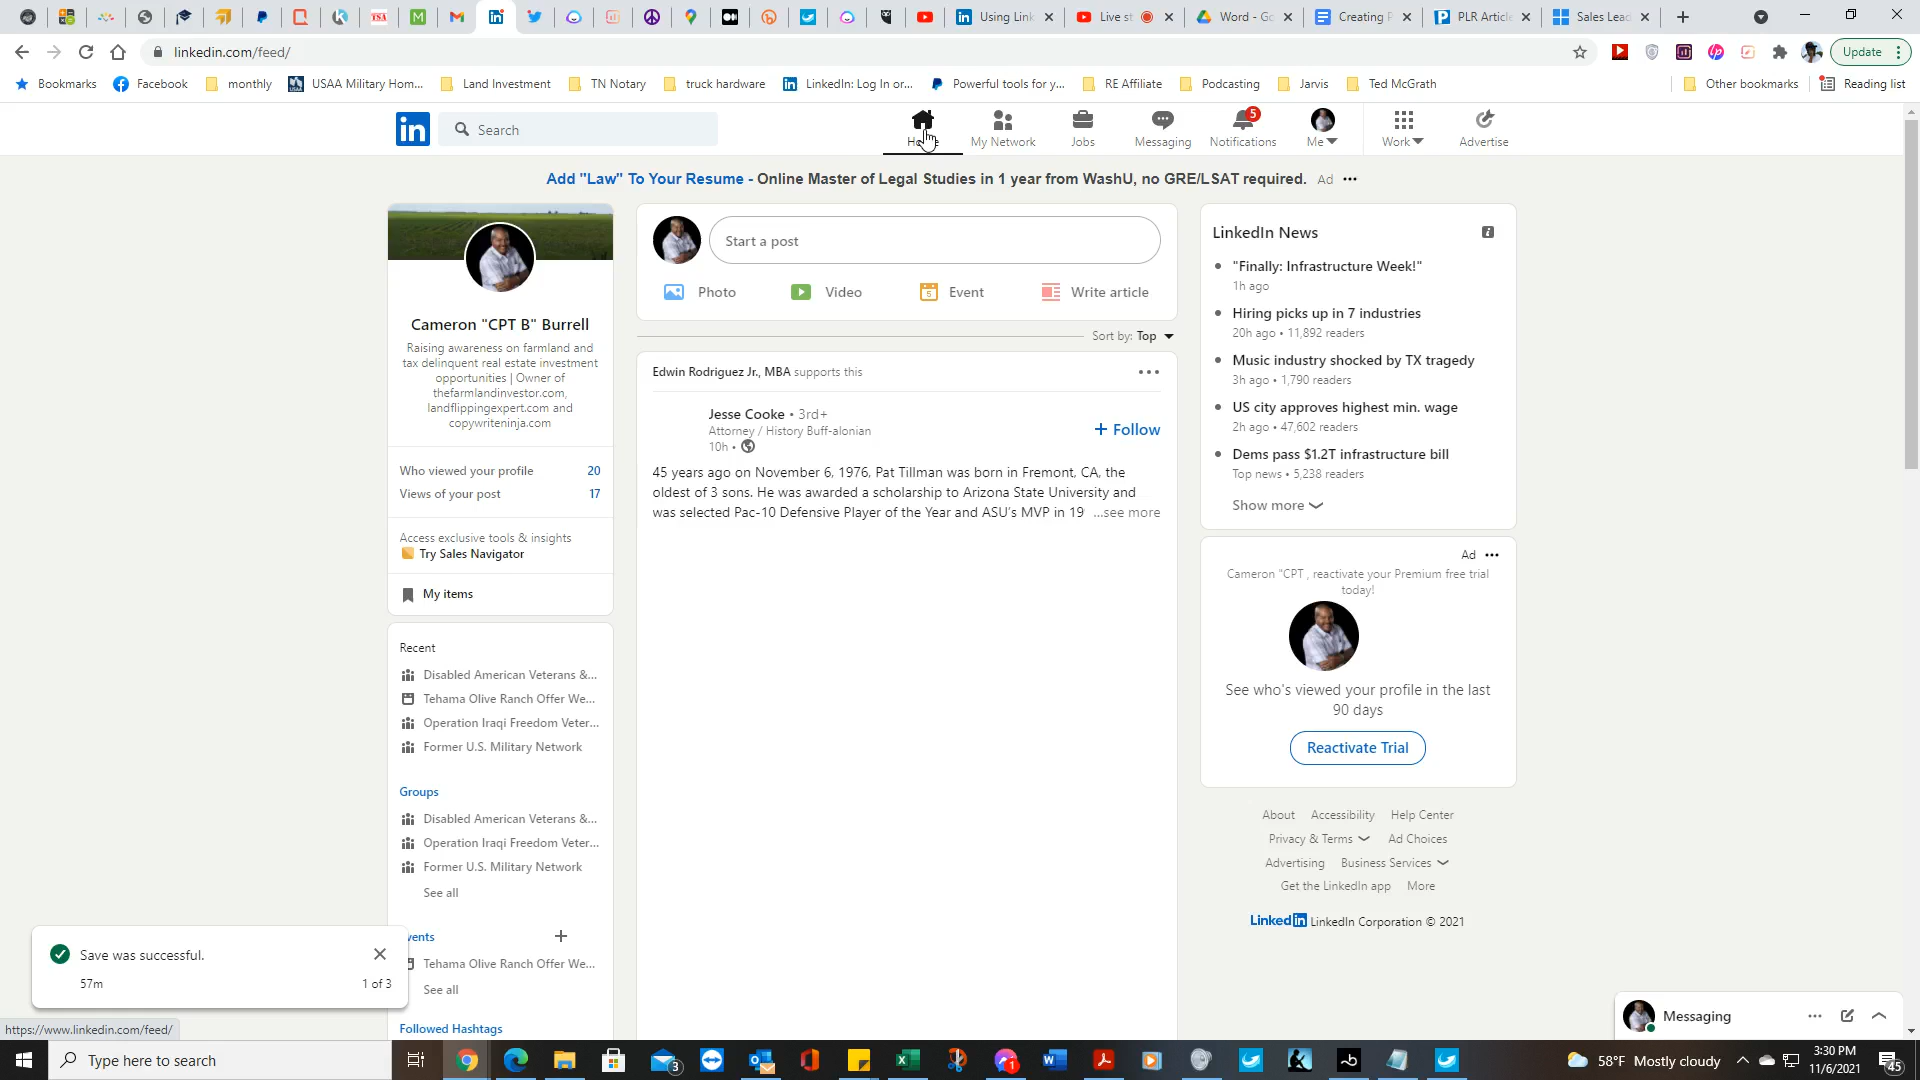 TSA
M
Using Link
Live st
Word - Go
Creating P
PLR Article
Sales Lead
linkedin.com/feed/
Update
Bookmarks
Facebook
monthly
USAA Military Hom...
Land Investment
TN Notary
truck hardware
LinkedIn: Log In or...
Powerful tools for y...
RE Affiliate
Podcasting
Jarvis
Ted McGrath
Other bookmarks
Reading list
in
Search
My Network
Jobs
Messaging
5
Notifications
Me
Work
Advertise
Add "Law" To Your Resume - Online Master of Legal Studies in 1 year from WashU, no GRE/LSAT required. Ad
Cameron "CPT B" Burrell
Raising awareness on farmland and
tax delinquent real estate investment
opportunities | Owner of
thefarmlandinvestor.com,
landflippingexpert.com and
copywriteninja.com
Who viewed your profile 20
Views of your post 17
Access exclusive tools & insights
Try Sales Navigator
My items
Recent
Disabled American Veterans &...
Tehama Olive Ranch Offer We...
Operation Iraqi Freedom Veter...
Former U.S. Military Network
Groups
Disabled American Veterans &...
Operation Iraqi Freedom Veter...
Former U.S. Military Network
See all
Tehama Olive Ranch Offer We...
See all
Followed Hashtags
Start a post
Photo
Video
Event
Write article
Sort by: Top
Edwin Rodriguez Jr., MBA supports this
Jesse Cooke • 3rd+
Attorney / History Buff-alonian
10h •
+ Follow
45 years ago on November 6, 1976, Pat Tillman was born in Fremont, CA, the
oldest of 3 sons. He was awarded a scholarship to Arizona State University and
was selected Pac-10 Defensive Player of the Year and ASU's MVP in 19 ...see more
LinkedIn News
"Finally: Infrastructure Week!"
1h ago
Hiring picks up in 7 industries
20h ago • 11,892 readers
Music industry shocked by TX tragedy
3h ago • 1,790 readers
US city approves highest min. wage
2h ago • 47,602 readers
Dems pass $1.2T infrastructure bill
Top news • 5,238 readers
Show more
Ad
Cameron "CPT , reactivate your Premium free trial
today!
See who's viewed your profile in the last
90 days
Reactivate Trial
About Accessibility Help Center
Privacy & Terms Ad Choices
Advertising Business Services
Get the LinkedIn app More
LinkedIn LinkedIn Corporation © 2021
Save was successful.
57m
1 of 3
https://www.linkedin.com/feed/
Messaging
Type here to search
3
1
58°F Mostly cloudy
3:30 PM
11/6/2021
45